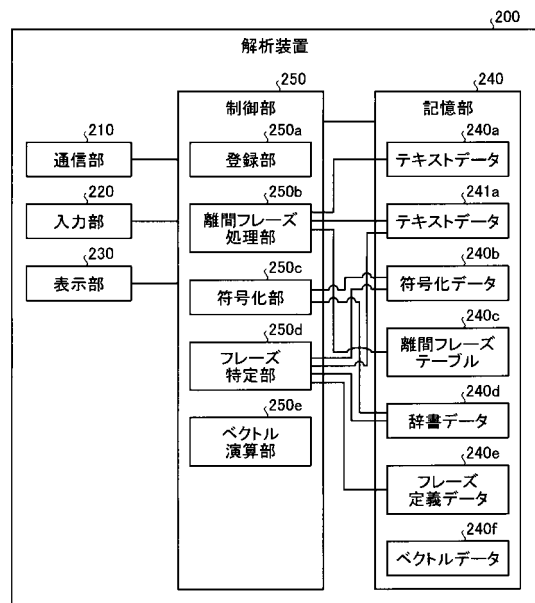 200
解析装置
210
通信部
220
入力部
230
表示部
250
制御部
250a
登録部
250b
離間フレーズ
処理部
250c
符号化部
250d
フレーズ
特定部
250e
ベクトル
演算部
240
記憶部
240a
テキストデータ
241a
テキストデータ
240b
符号化データ
240c
離間フレーズ
テーブル
240d
辞書データ
240e
フレーズ
定義データ
240f
ベクトルデータ